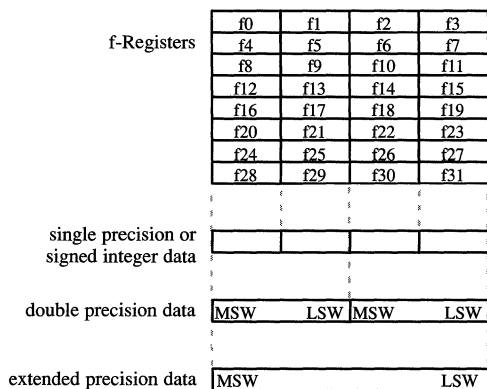 f-Registers
f0 f1 f2 f3
f4 f5 f6 f7
f8 f9 f10 f11
f12 f13 f14 f15
f16 f17 f18 f19
f20 f21 f22 f23
f24 f25 f26 f27
f28 f29 f30 f31
single precision or
signed integer data
double precision data MSW LSW MSW LSW
extended precision data MSW LSW